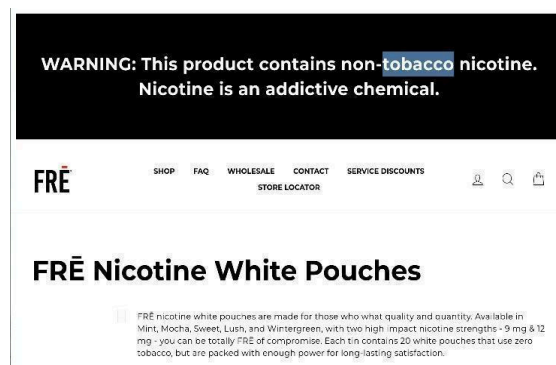 WARNING: This product contains non-tobacco nicotine.
Nicotine is an addictive chemical.
FRĒ
SHOP FAQ WHOLESALE CONTACT SERVICE DISCOUNTS
STORE LOCATOR
FRĒ Nicotine White Pouches
FRĒ nicotine white pouches are made for those who what quality and quantity. Available in
Mint, Mocha, Sweet, Lush, and Wintergreen, with two high impact nicotine strengths - 9 mg & 12
mg - you can be totally FRĒ of compromise. Each tin contains 20 white pouches that use zero
tobacco, but are packed with enough power for long-lasting satisfaction.